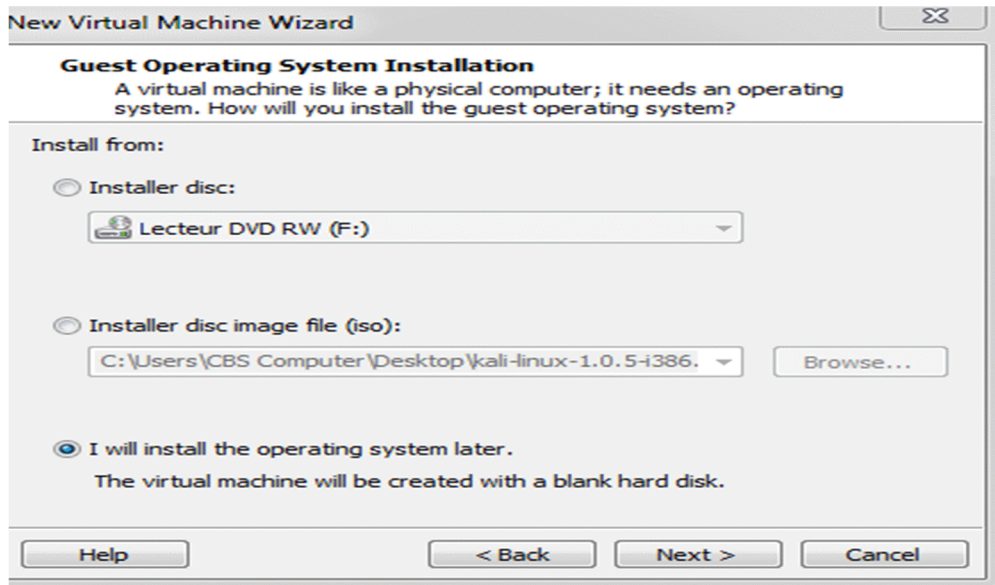 New Virtual Machine Wizard
Guest Operating System Installation
A virtual machine is like a physical computer; it needs an operating
system. How will you install the guest operating system?
Install from:
Installer disc:
Lecteur DVD RW (F:)
Installer disc image file (iso):
C:\Users\CBS Computer\Desktop\kali-linux-1.0.5-i386.
Browse...
I will install the operating system later.
The virtual machine will be created with a blank hard disk.
Help < Back Next > Cancel